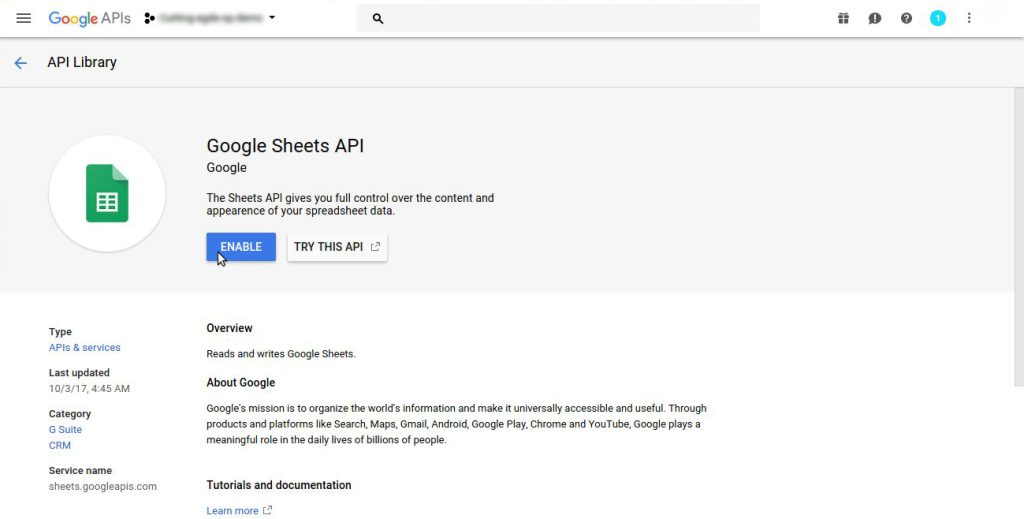 Google APIs
1
API Library
Google Sheets API
Google
The Sheets API gives you full control over the content and
appearence of your spreadsheet data.
ENABLE
TRY THIS API
Type
APIs & services
Last updated
10/3/17, 4:45 AM
Category
G Suite
CRM
Service name
sheets.googleapis.com
Overview
Reads and writes Google Sheets.
About Google
Google's mission is to organize the world's information and make it universally accessible and useful. Through
products and platforms like Search, Maps, Gmail, Android, Google Play, Chrome and YouTube, Google plays a
meaningful role in the daily lives of billions of people.
Tutorials and documentation
Learn more